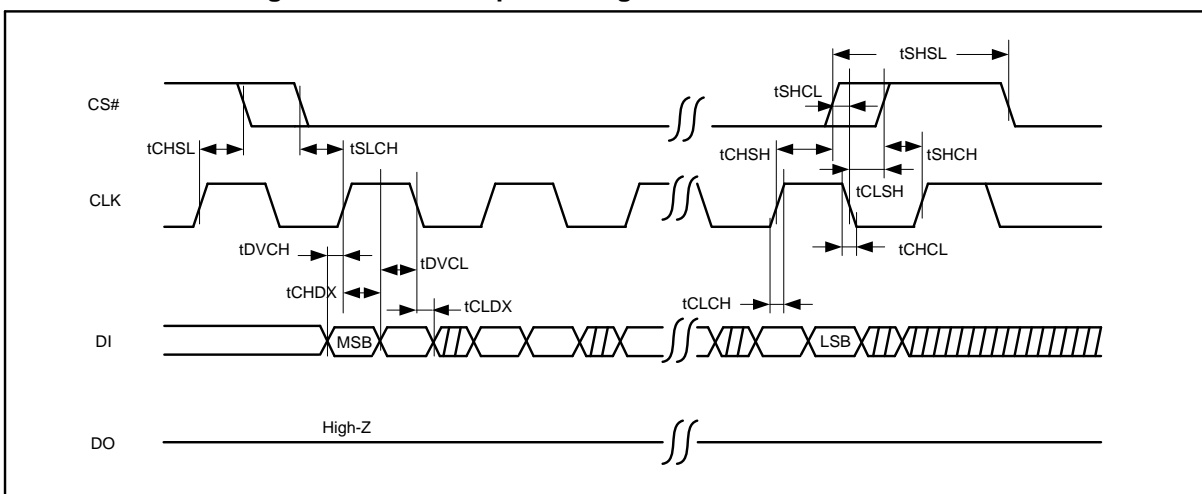 tSHSL
CS#
tSHCL
tCHSL
tSLCH
tCHSH
tSHCH
tCLSH
CLK
tDVCH
tDVCL
tCHCL
tCHDX
tCLDX
tCLCH
DI
MSB
LSB
High-Z
DO